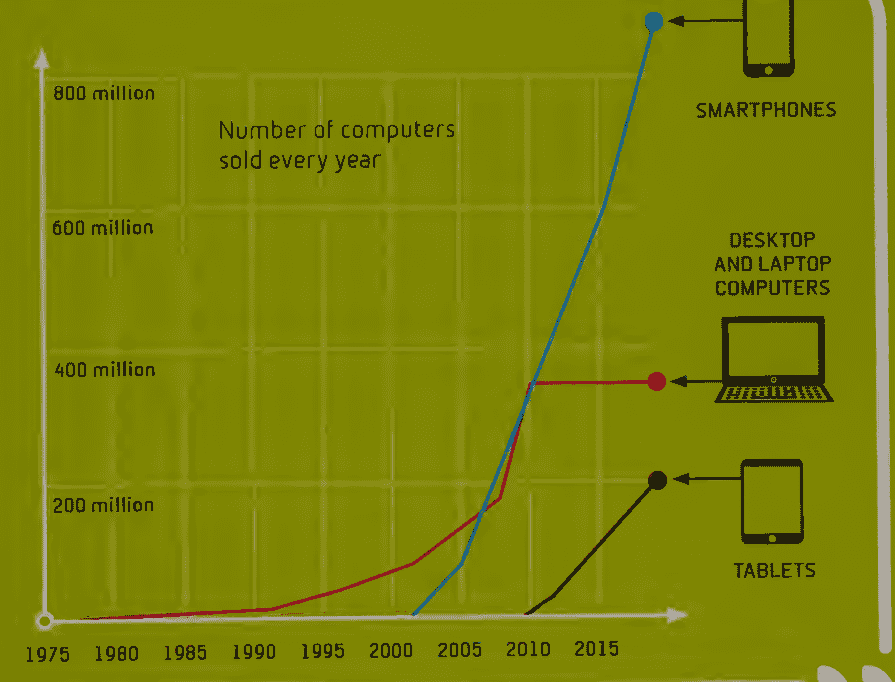 800 million
Number of computers
sold every year
SMARTPHONES
600 million
DESKTOP
AND LAPTOP
COMPUTERS
400 million
200 million
TABLETS
1975 1980 1985 1990 1995 2000 2005 2010 2015